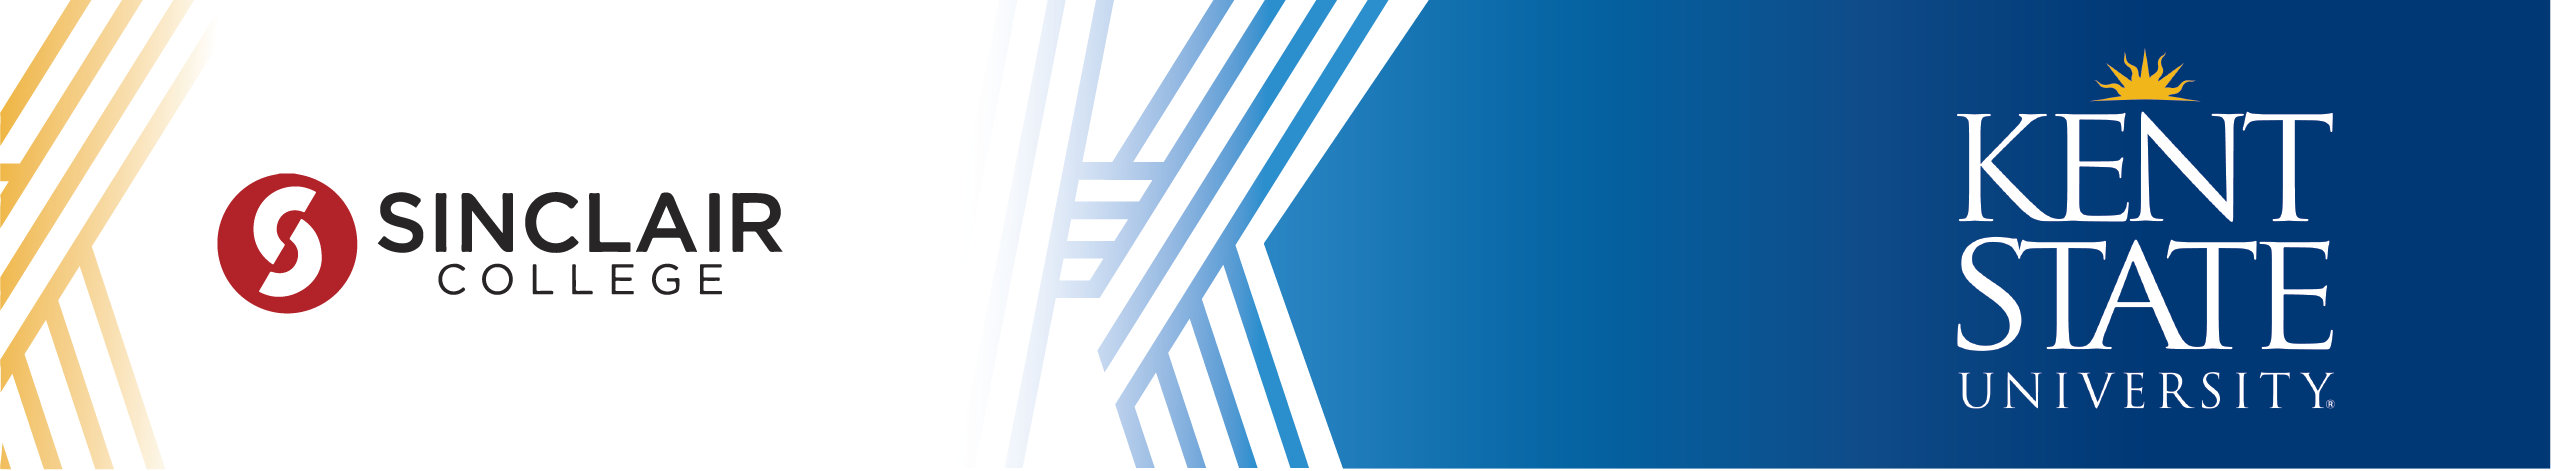 SINCLAIR
COLLEGE
KENT
STATE
UNIVERSITY®